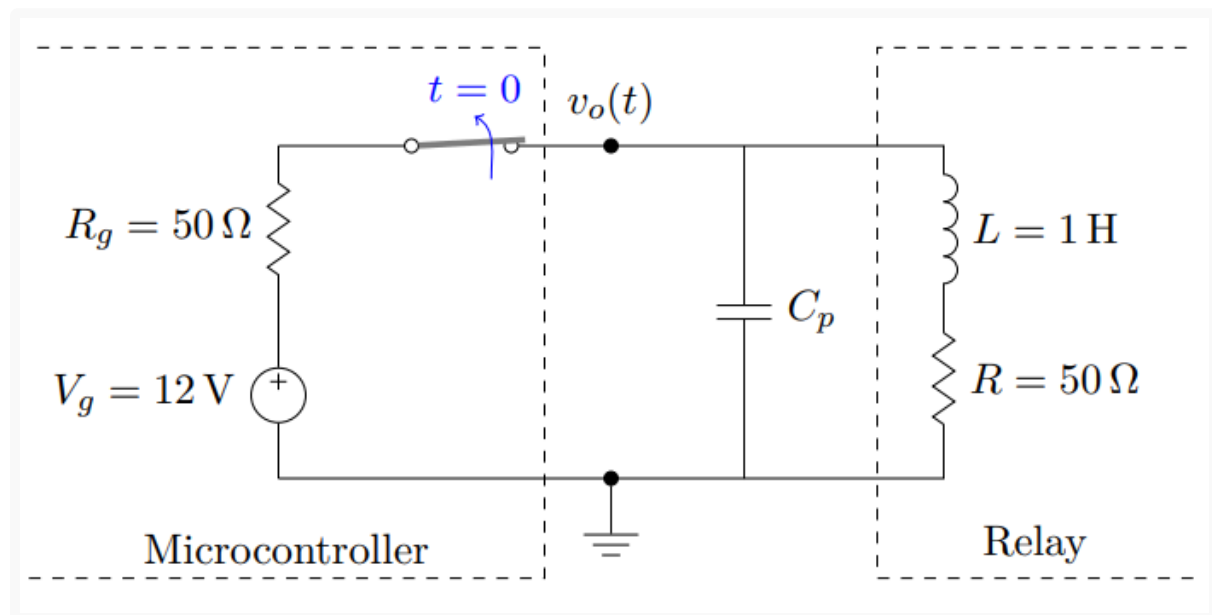 t = 0
v_o(t)
R_g = 50 Ω
L = 1 H
C_p
V_g = 12 V
+
R = 50 Ω
Microcontroller
Relay